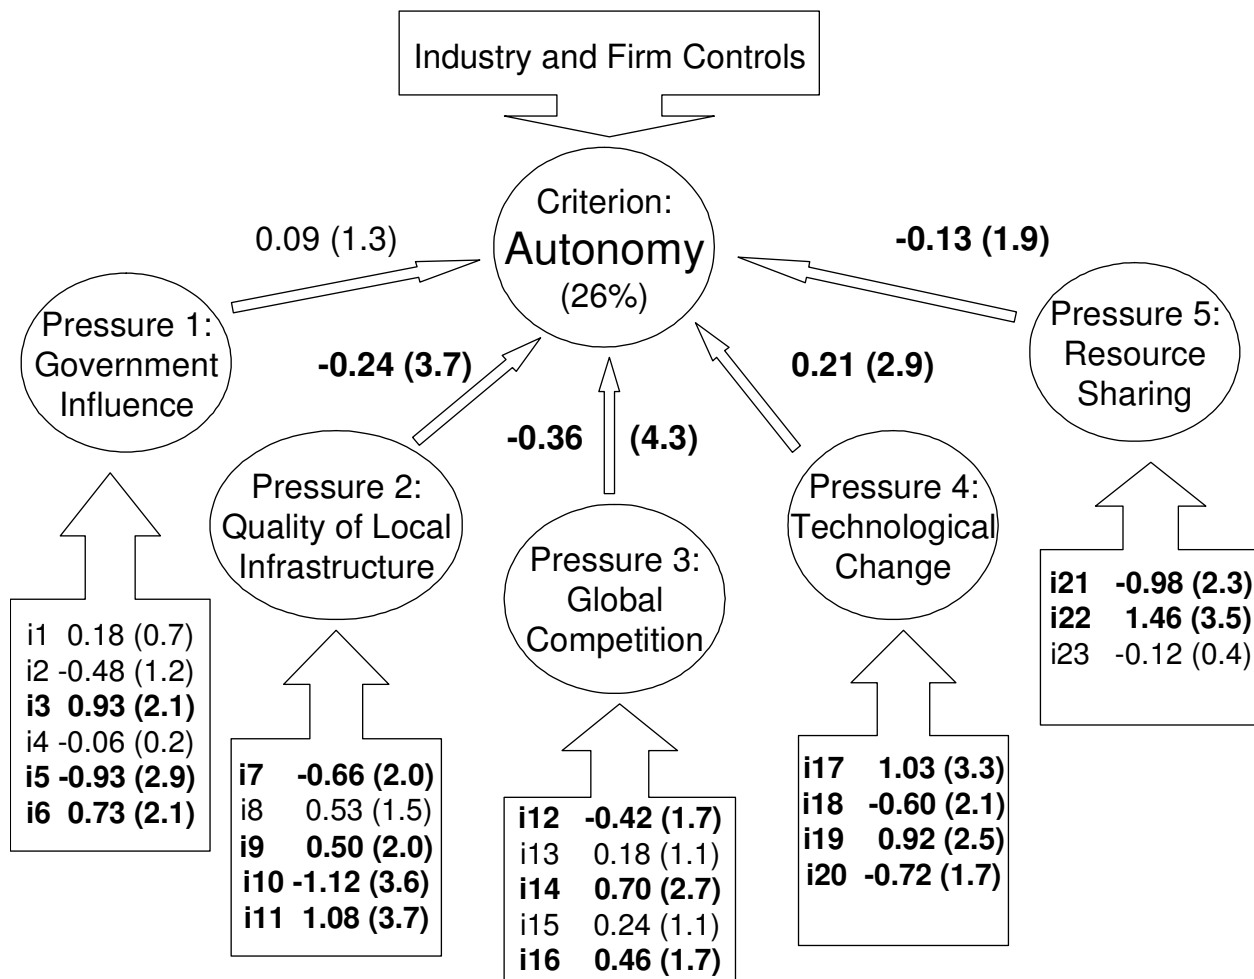 Industry and Firm Controls
Criterion:
Autonomy
(26%)
0.09 (1.3)
-0.13 (1.9)
Pressure 1:
Government
Influence
-0.24 (3.7)
0.21 (2.9)
Pressure 5:
Resource
Sharing
-0.36 (4.3)
Pressure 2:
Quality of Local
Infrastructure
Pressure 3:
Global
Competition
Pressure 4:
Technological
Change
i1 0.18 (0.7)
i2 -0.48 (1.2)
i3 0.93 (2.1)
i4 -0.06 (0.2)
i5 -0.93 (2.9)
i6 0.73 (2.1)
i7 -0.66 (2.0)
i8 0.53 (1.5)
i9 0.50 (2.0)
i10 -1.12 (3.6)
i11 1.08 (3.7)
i12 -0.42 (1.7)
i13 0.18 (1.1)
i14 0.70 (2.7)
i15 0.24 (1.1)
i16 0.46 (1.7)
i17 1.03 (3.3)
i18 -0.60 (2.1)
i19 0.92 (2.5)
i20 -0.72 (1.7)
i21 -0.98 (2.3)
i22 1.46 (3.5)
i23 -0.12 (0.4)